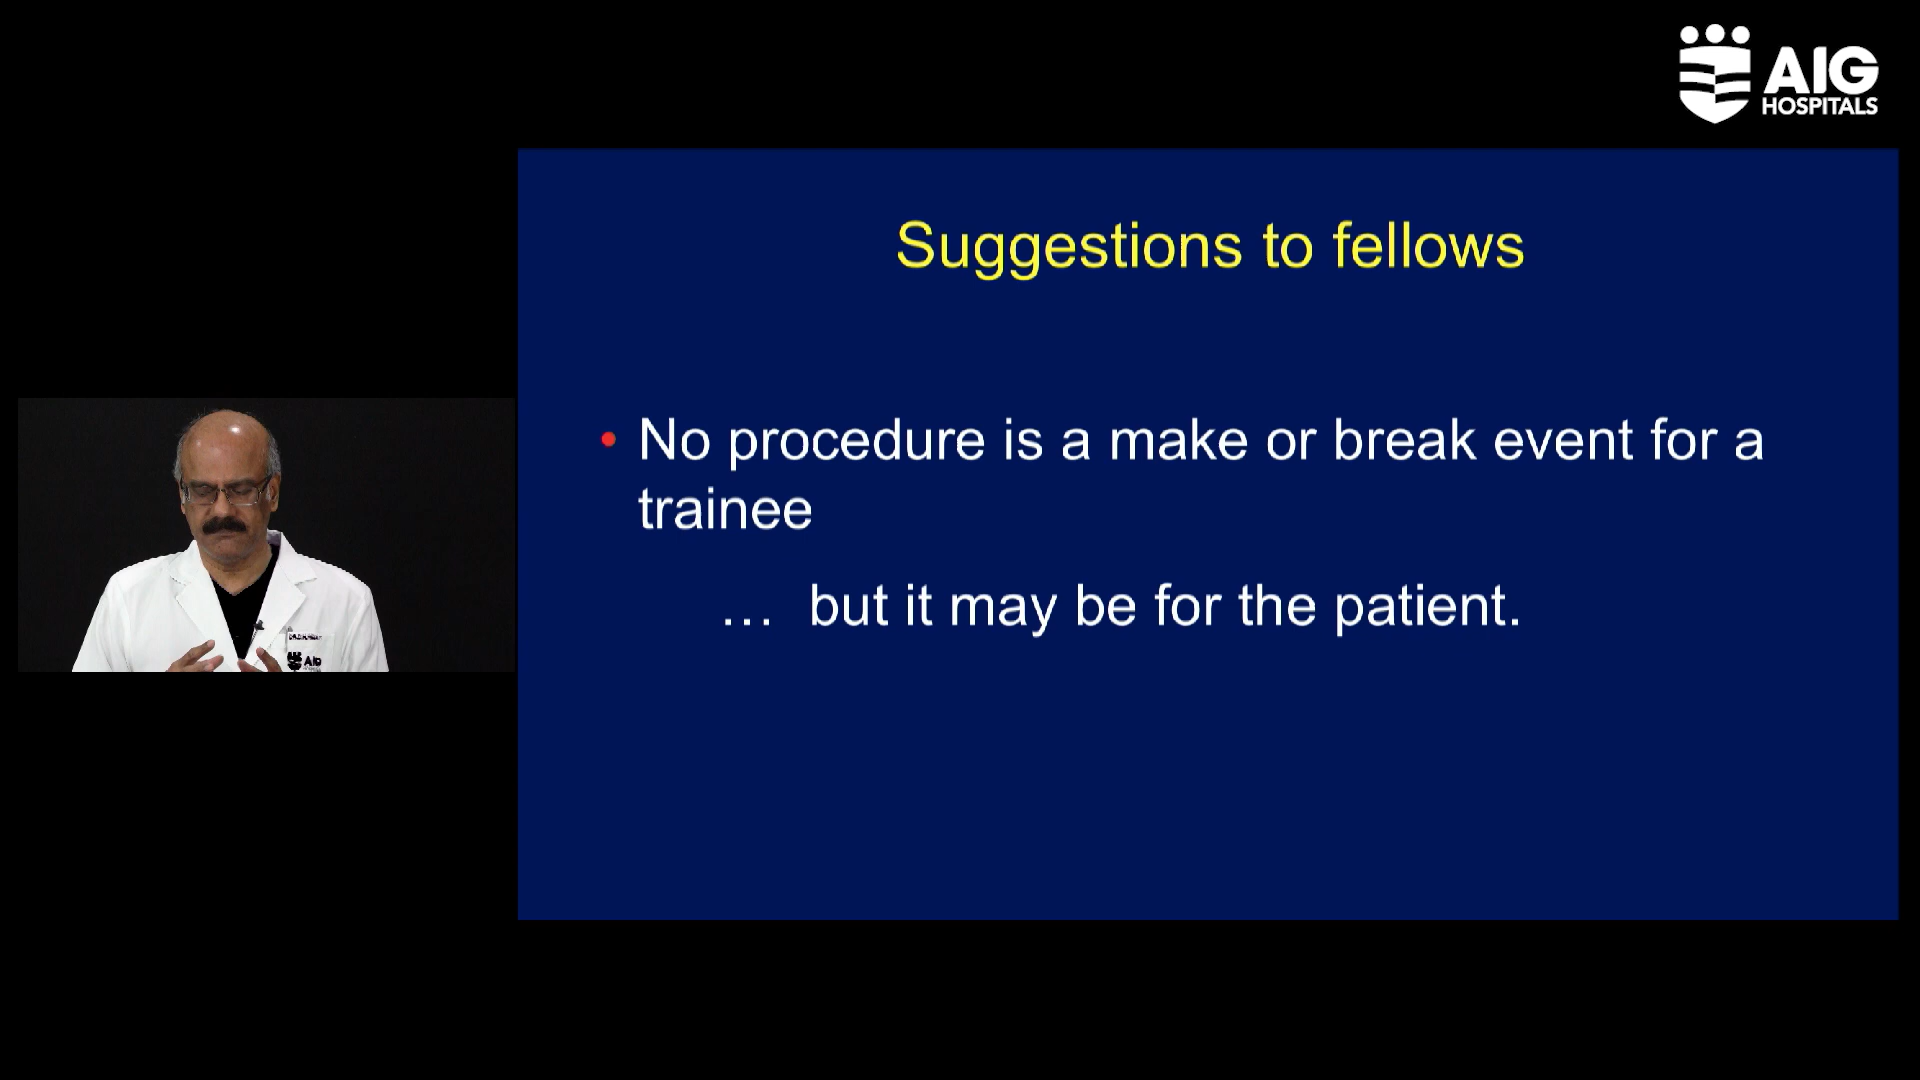 AIG
HOSPITALS
Suggestions to fellows
• No procedure is a make or break event for a
trainee
… but it may be for the patient.
AIG